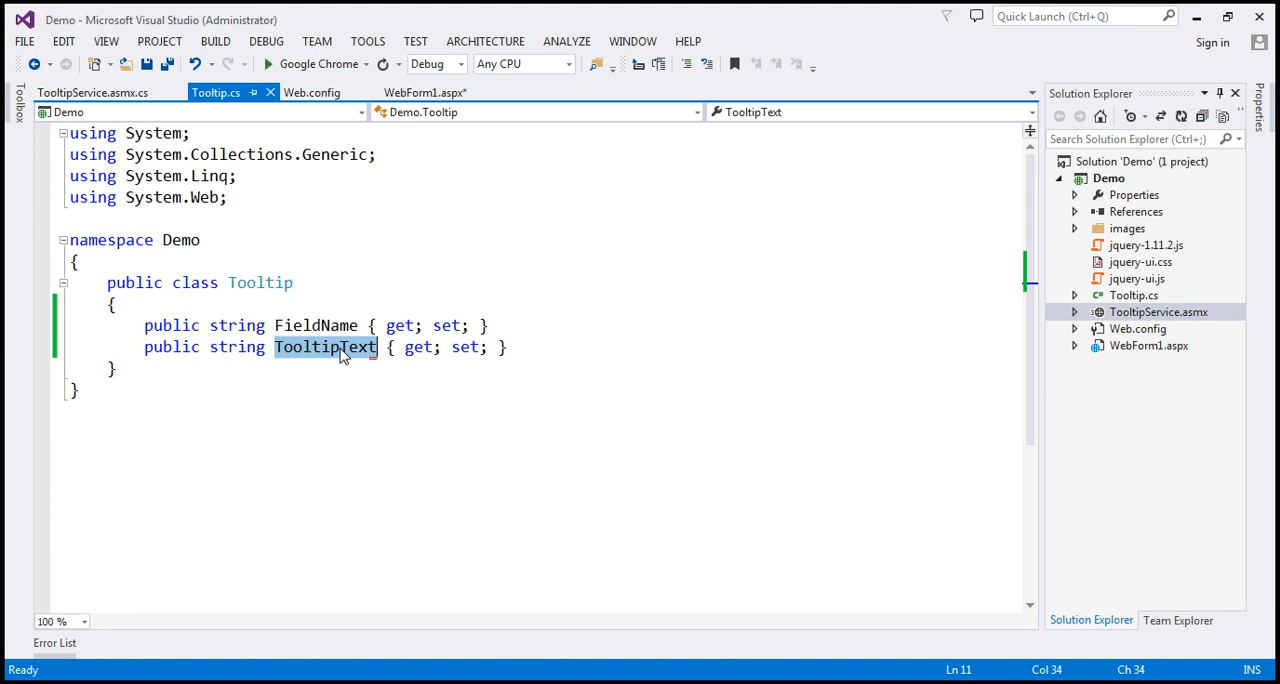 Demo - Microsoft Visual Studio (Administrator)
Quick Launch (Ctrl+Q)
FILE EDIT VIEW PROJECT BUILD DEBUG TEAM TOOLS TEST ARCHITECTURE ANALYZE WINDOW HELP
Sign in
Google Chrome Debug Any CPU
Toolbox
TooltipService.asmx.cs Tooltip.cs Web.config WebForm1.aspx*
Demo Demo.Tooltip TooltipText
using System;
using System.Collections.Generic;
using System.Linq;
using System.Web;
namespace Demo
{
public class Tooltip
{
public string FieldName { get; set; }
public string TooltipText { get; set; }
}
}
100 %
Error List
Solution Explorer
Search Solution Explorer (Ctrl+;)
Solution 'Demo' (1 project)
Demo
Properties
References
images
jquery-1.11.2.js
jquery-ui.css
jquery-ui.js
Tooltip.cs
TooltipService.asmx
Web.config
WebForm1.aspx
Solution Explorer Team Explorer
Properties
Ready Ln 11 Col 34 Ch 34 INS